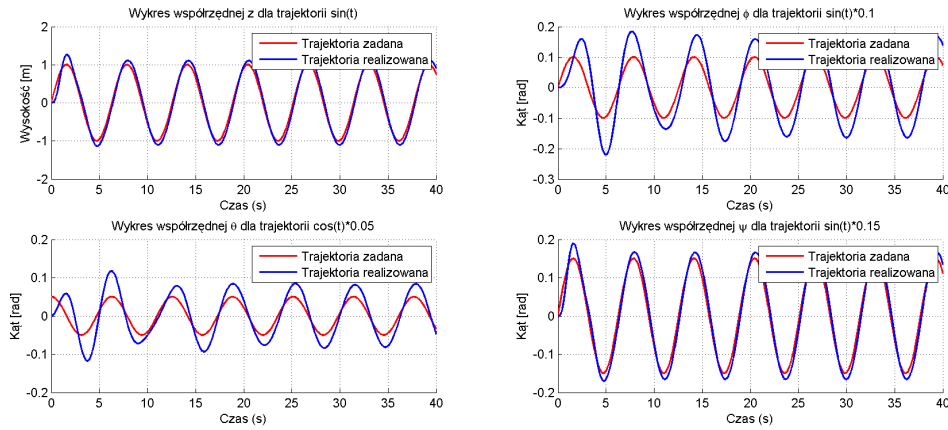 Wykres współrzędnej z dla trajektorii sin(t)
Trajektoria zadana
Trajektoria realizowana
Wysokość [m]
2
1
0
-1
-2
0 5 10 15 20 25 30 35 40
Czas (s)
Wykres współrzędnej ϕ dla trajektorii sin(t)*0.1
Trajektoria zadana
Trajektoria realizowana
Kąt [rad]
0.2
0.1
0
-0.1
-0.2
-0.3
0 5 10 15 20 25 30 35 40
Czas (s)
Wykres współrzędnej θ dla trajektorii cos(t)*0.05
Trajektoria zadana
Trajektoria realizowana
Kąt [rad]
0.2
0.1
0
-0.1
-0.2
0 5 10 15 20 25 30 35 40
Czas (s)
Wykres współrzędnej ψ dla trajektorii sin(t)*0.15
Trajektoria zadana
Trajektoria realizowana
Kąt [rad]
0.2
0.1
0
-0.1
-0.2
0 5 10 15 20 25 30 35 40
Czas (s)